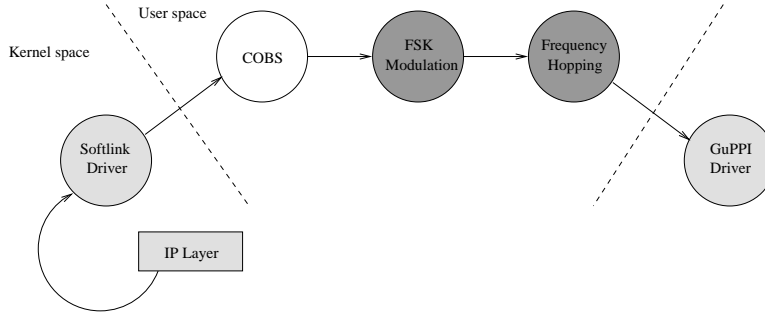 User space
Kernel space
COBS
FSK
Modulation
Frequency
Hopping
Softlink
Driver
GuPPI
Driver
IP Layer